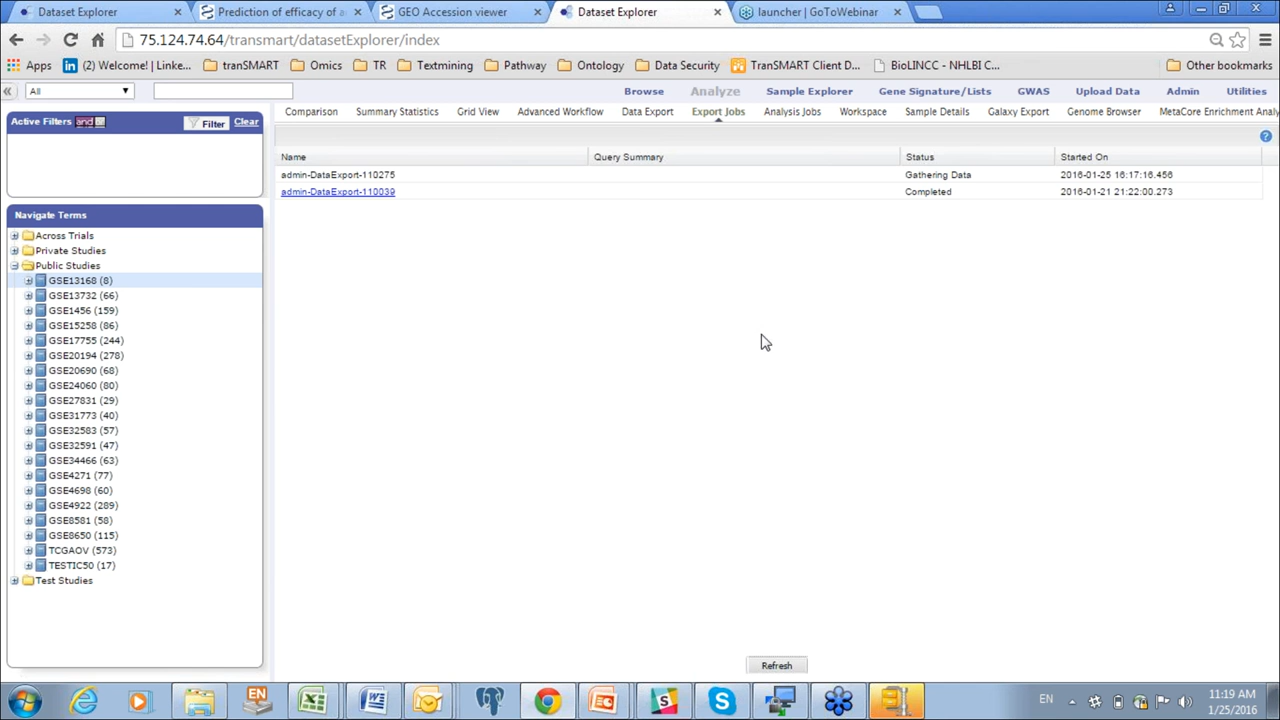 Dataset Explorer
Prediction of efficacy of a
GEO Accession viewer
Dataset Explorer
launcher | GoToWebinar
75.124.74.64/transmart/datasetExplorer/index
Apps
(2) Welcome! | Linke...
tranSMART
Omics
TR
Textmining
Pathway
Ontology
Data Security
TranSMART Client D...
BioLINCC - NHLBI C...
Other bookmarks
All
Browse
Analyze
Sample Explorer
Gene Signature/Lists
GWAS
Upload Data
Admin
Utilities
Comparison
Summary Statistics
Grid View
Advanced Workflow
Data Export
Export Jobs
Analysis Jobs
Workspace
Sample Details
Galaxy Export
Genome Browser
MetaCore Enrichment Analy
Active Filters and
Filter
Clear
Name
Query Summary
Status
Started On
admin-DataExport-110275
Gathering Data
2016-01-25 16:17:16.456
admin-DataExport-110039
Completed
2016-01-21 21:22:00.273
Navigate Terms
Across Trials
Private Studies
Public Studies
GSE13168 (8)
GSE13732 (66)
GSE1456 (159)
GSE15258 (86)
GSE17755 (244)
GSE20194 (278)
GSE20690 (68)
GSE24060 (80)
GSE27831 (29)
GSE31773 (40)
GSE32583 (57)
GSE32591 (47)
GSE34466 (63)
GSE4271 (77)
GSE4698 (60)
GSE4922 (289)
GSE8581 (58)
GSE8650 (115)
TCGAOV (573)
TESTIC50 (17)
Test Studies
Refresh
EN
EN
11:19 AM
1/25/2016